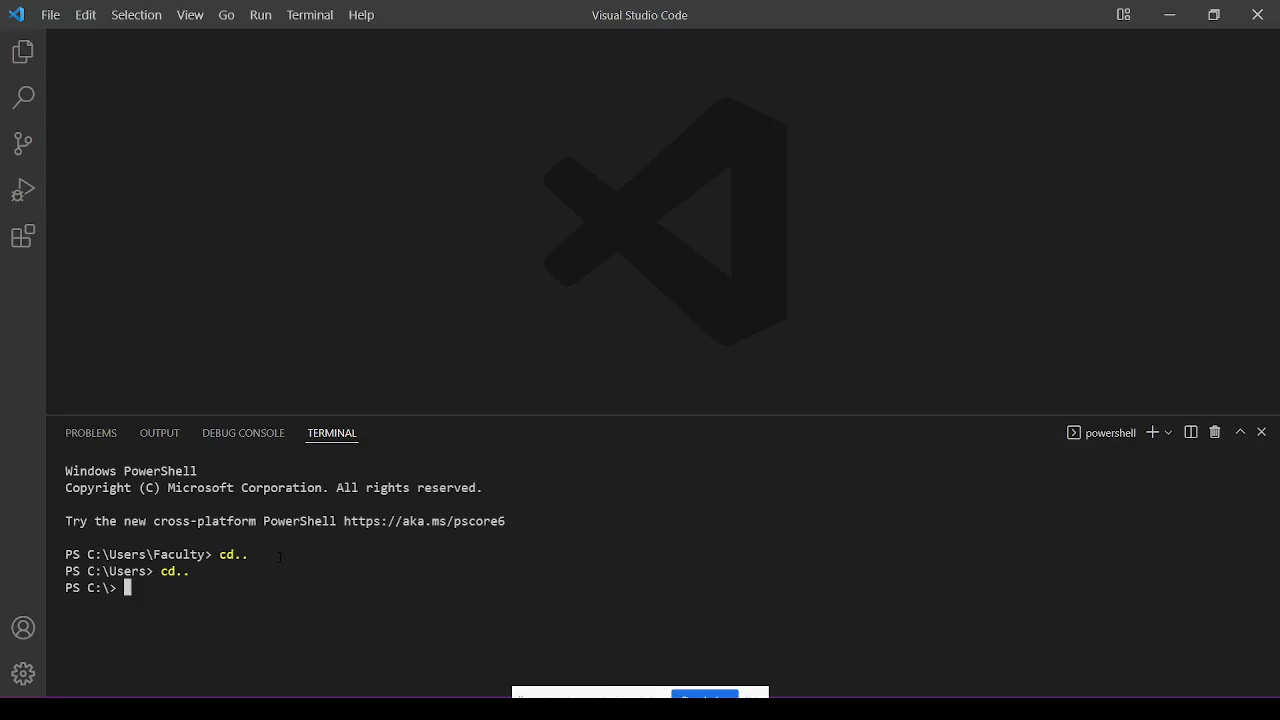 File Edit Selection View Go Run Terminal Help Visual Studio Code
PROBLEMS OUTPUT DEBUG CONSOLE TERMINAL powershell
Windows PowerShell
Copyright (C) Microsoft Corporation. All rights reserved.
Try the new cross-platform PowerShell https://aka.ms/pscore6
PS C:\Users\Faculty> cd..
PS C:\Users> cd..
PS C:\>